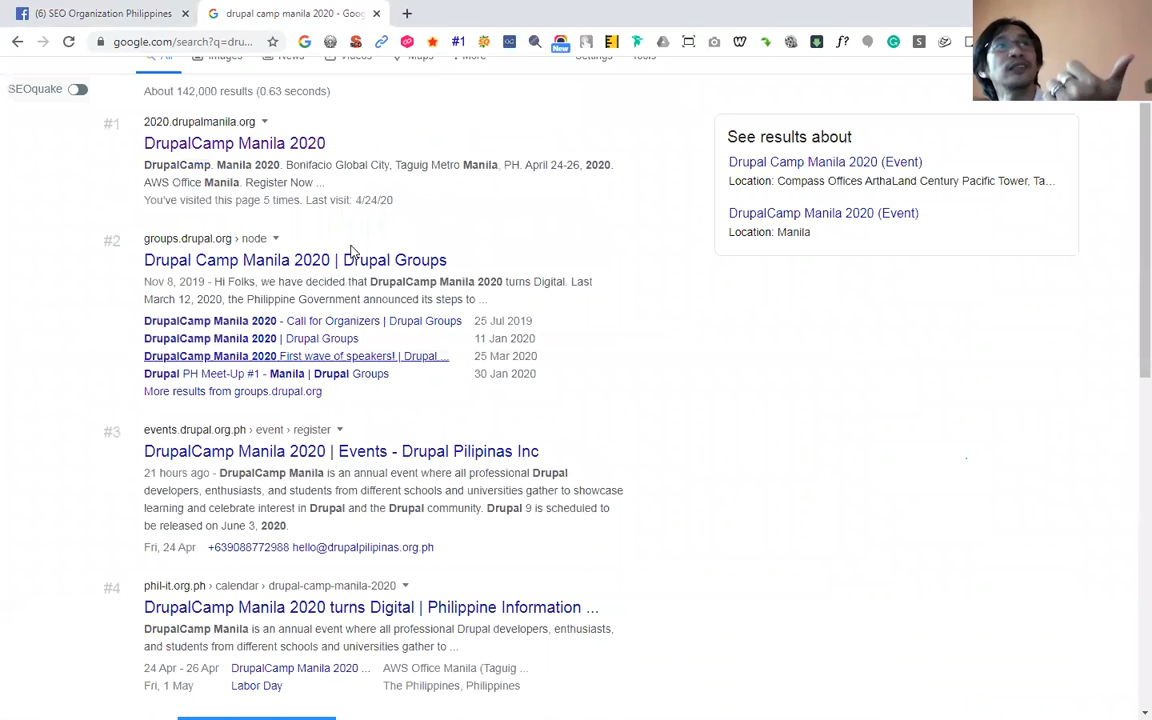 (6) SEO Organization Philippines
drupal camp manila 2020 - Goog
google.com/search?q=dru...
#1
New
f?
All Images News Videos Maps More Settings Tools
SEOquake
About 142,000 results (0.63 seconds)
#1
2020.drupalmanila.org
DrupalCamp Manila 2020
DrupalCamp. Manila 2020. Bonifacio Global City, Taguig Metro Manila, PH. April 24-26, 2020.
AWS Office Manila. Register Now ...
You've visited this page 5 times. Last visit: 4/24/20
#2
groups.drupal.org › node
Drupal Camp Manila 2020 | Drupal Groups
Nov 8, 2019 - Hi Folks, we have decided that DrupalCamp Manila 2020 turns Digital. Last
March 12, 2020, the Philippine Government announced its steps to ...
DrupalCamp Manila 2020 - Call for Organizers | Drupal Groups 25 Jul 2019
DrupalCamp Manila 2020 | Drupal Groups 11 Jan 2020
DrupalCamp Manila 2020 First wave of speakers! | Drupal ... 25 Mar 2020
Drupal PH Meet-Up #1 - Manila | Drupal Groups 30 Jan 2020
More results from groups.drupal.org
#3
events.drupal.org.ph › event › register
DrupalCamp Manila 2020 | Events - Drupal Pilipinas Inc
21 hours ago - DrupalCamp Manila is an annual event where all professional Drupal
developers, enthusiasts, and students from different schools and universities gather to showcase
learning and celebrate interest in Drupal and the Drupal community. Drupal 9 is scheduled to
be released on June 3, 2020.
Fri, 24 Apr +639088772988 hello@drupalpilipinas.org.ph
#4
phil-it.org.ph › calendar › drupal-camp-manila-2020
DrupalCamp Manila 2020 turns Digital | Philippine Information ...
DrupalCamp Manila is an annual event where all professional Drupal developers, enthusiasts,
and students from different schools and universities gather to ...
24 Apr - 26 Apr DrupalCamp Manila 2020 ... AWS Office Manila (Taguig ...
Fri, 1 May Labor Day The Philippines, Philippines
See results about
Drupal Camp Manila 2020 (Event)
Location: Compass Offices ArthaLand Century Pacific Tower, Ta...
DrupalCamp Manila 2020 (Event)
Location: Manila